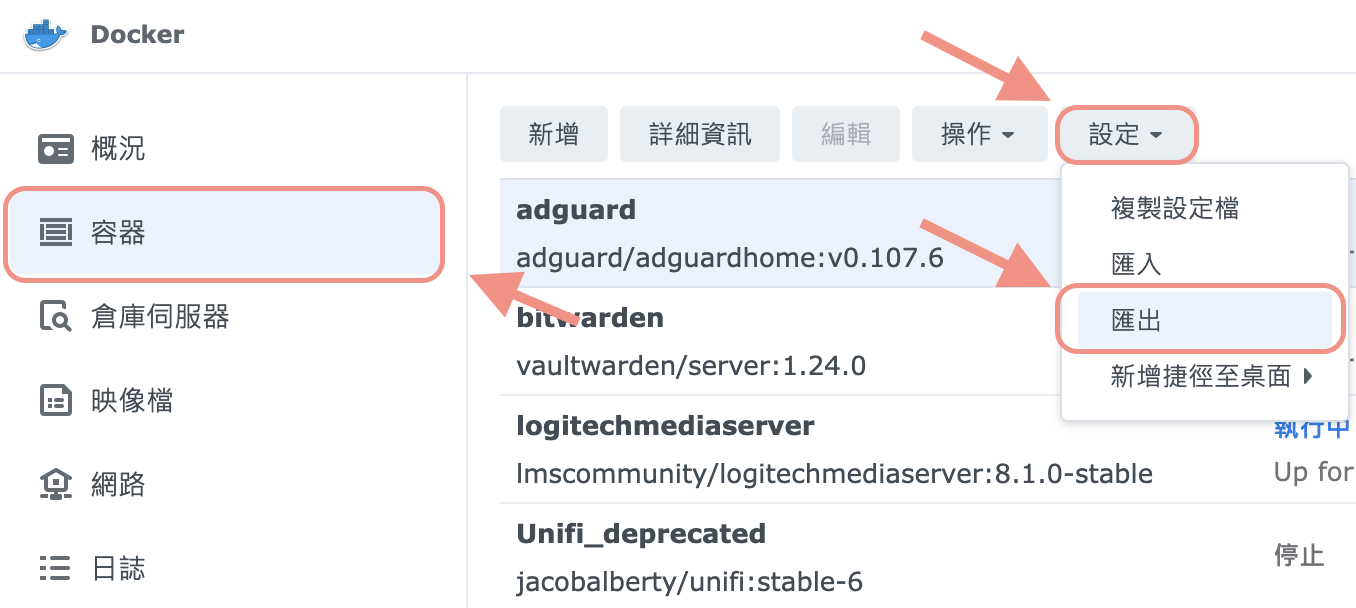 Docker
概況
容器
倉庫伺服器
映像檔
網路
日誌
新增 詳細資訊 編輯 操作 設定
複製設定檔
匯入
匯出
新增捷徑至桌面
adguard
adguard/adguardhome:v0.107.6
bitwarden
vaultwarden/server:1.24.0
logitechmediaserver
執行中
lmscommunity/logitechmediaserver:8.1.0-stable
Up for
Unifi_deprecated
停止
jacobalberty/unifi:stable-6